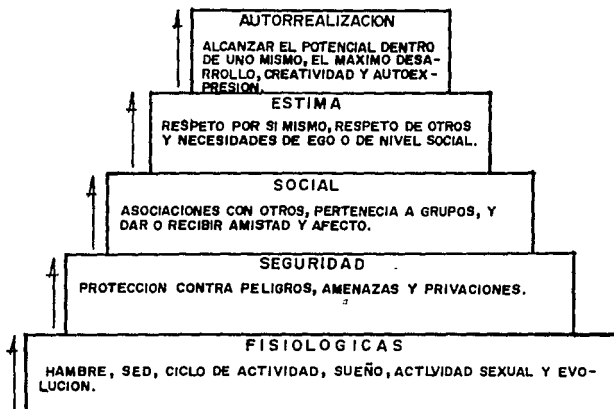 AUTORREALIZACION
ALCANZAR EL POTENCIAL DENTRO
DE UNO MISMO, EL MAXIMO DESA-
RROLLO, CREATIVIDAD Y AUTOEX-
PRESION.
ESTIMA
RESPETO POR SI MISMO, RESPETO DE OTROS
Y NECESIDADES DE EGO O DE NIVEL SOCIAL.
SOCIAL
ASOCIACIONES CON OTROS, PERTENECIA A GRUPOS, Y
DAR O RECIBIR AMISTAD Y AFECTO.
SEGURIDAD
PROTECCION CONTRA PELIGROS, AMENAZAS Y PRIVACIONES.
FISIOLOGICAS
HAMBRE, SED, CICLO DE ACTIVIDAD, SUEÑO, ACTIVIDAD SEXUAL Y EVO-
LUCION.